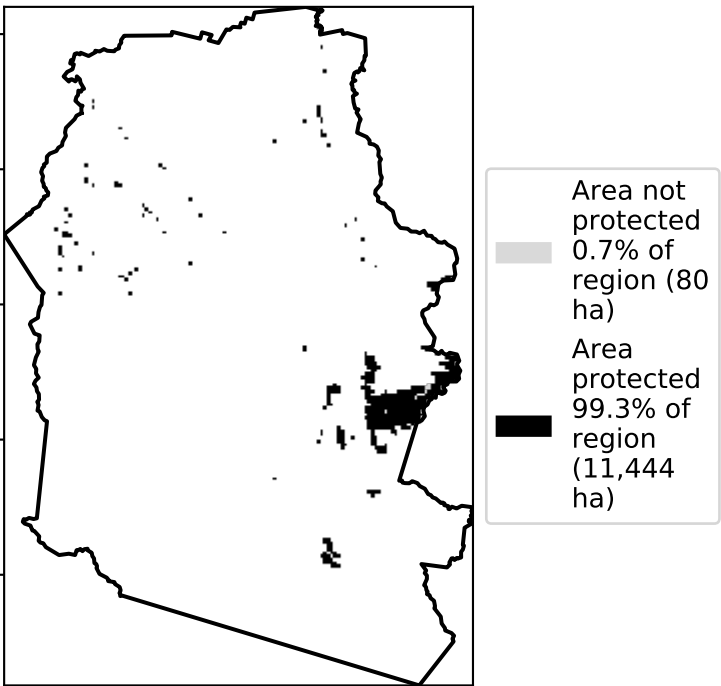 Area not
protected
0.7% of
region (80
ha)
Area
protected
99.3% of
region
(11,444
ha)